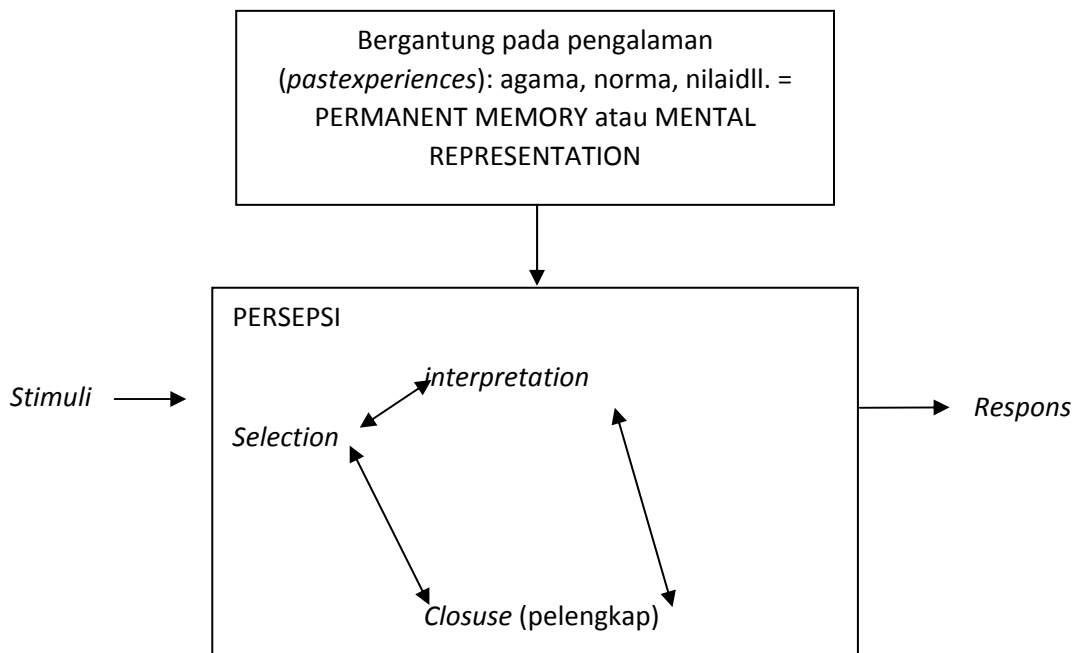 Bergantung pada pengalaman
(pastexperiences): agama, norma, nilaidll. =
PERMANENT MEMORY atau MENTAL
REPRESENTATION
PERSEPSI
interpretation
Stimuli
Respons
Selection
Closuse (pelengkap)